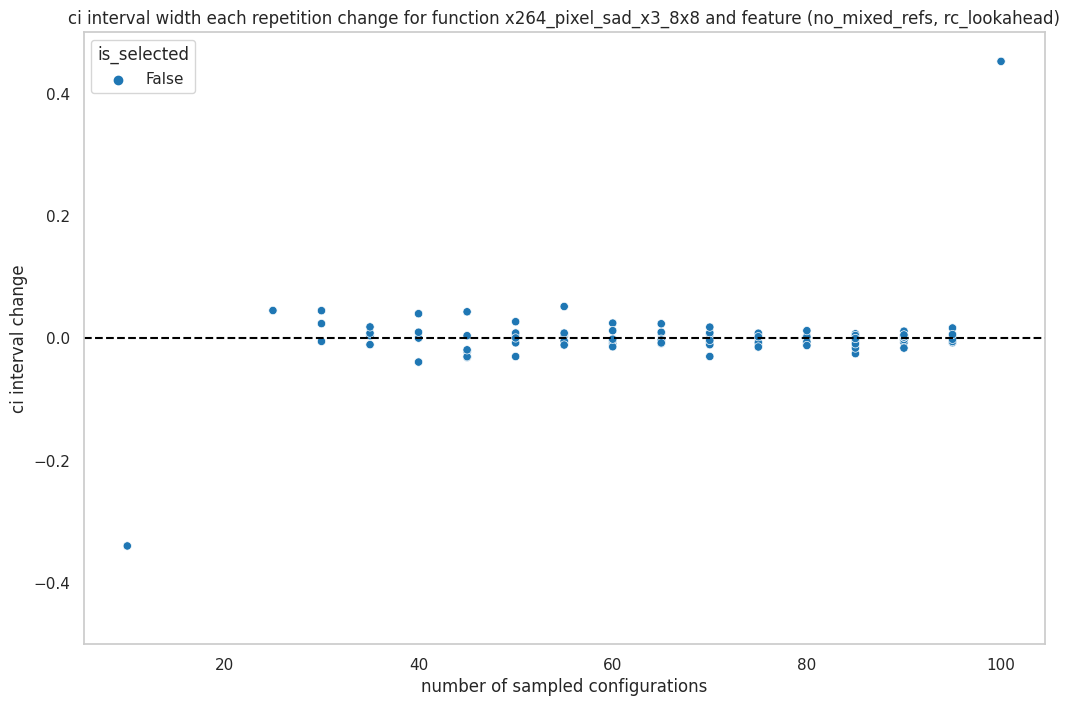 ci interval width each repetition change for function x264_pixel_sad_x3_8x8 and feature (no_mixed_refs, rc_lookahead)
is_selected
False
0.4
0.2
0.0
−0.2
−0.4
ci interval change
20
40
60
80
100
number of sampled configurations